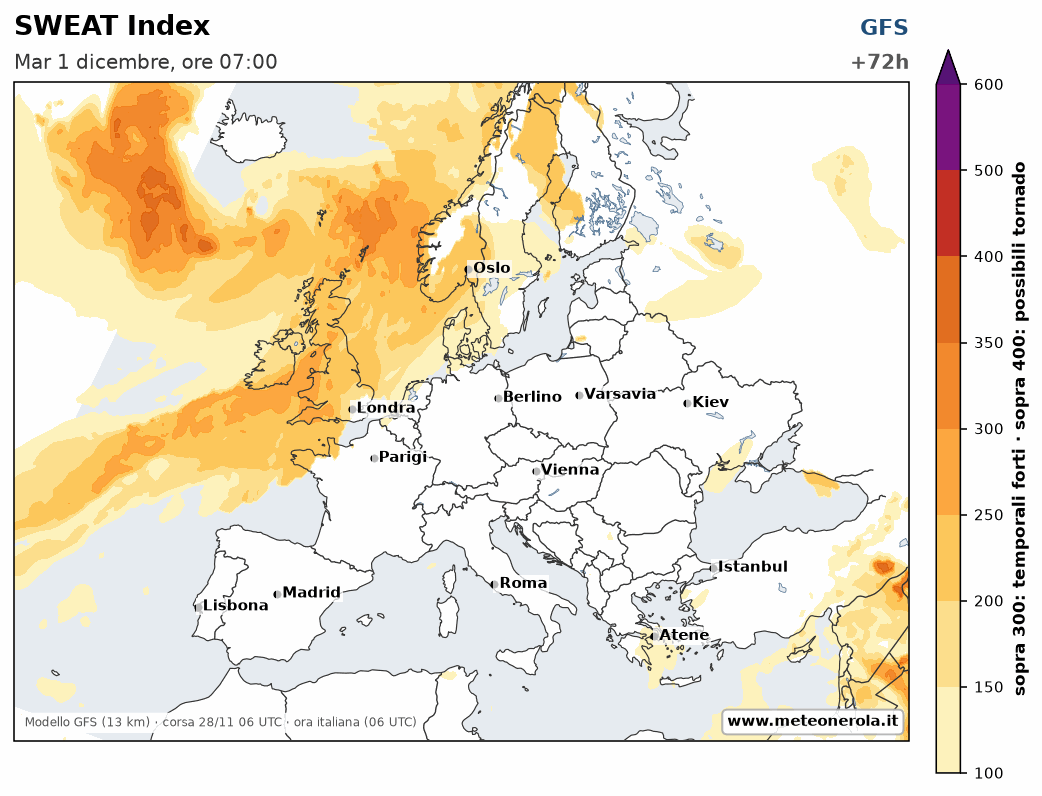 SWEAT Index
GFS
Mar 1 dicembre, ore 07:00
+72h
600
500
400
350
300
250
200
150
100
sopra 300: temporali forti · sopra 400: possibili tornado
Oslo
Londra
Berlino
Varsavia
Kiev
Parigi
Vienna
Istanbul
Roma
Madrid
Lisbona
Atene
Modello GFS (13 km) · corsa 28/11 06 UTC · ora italiana (06 UTC)
www.meteonerola.it